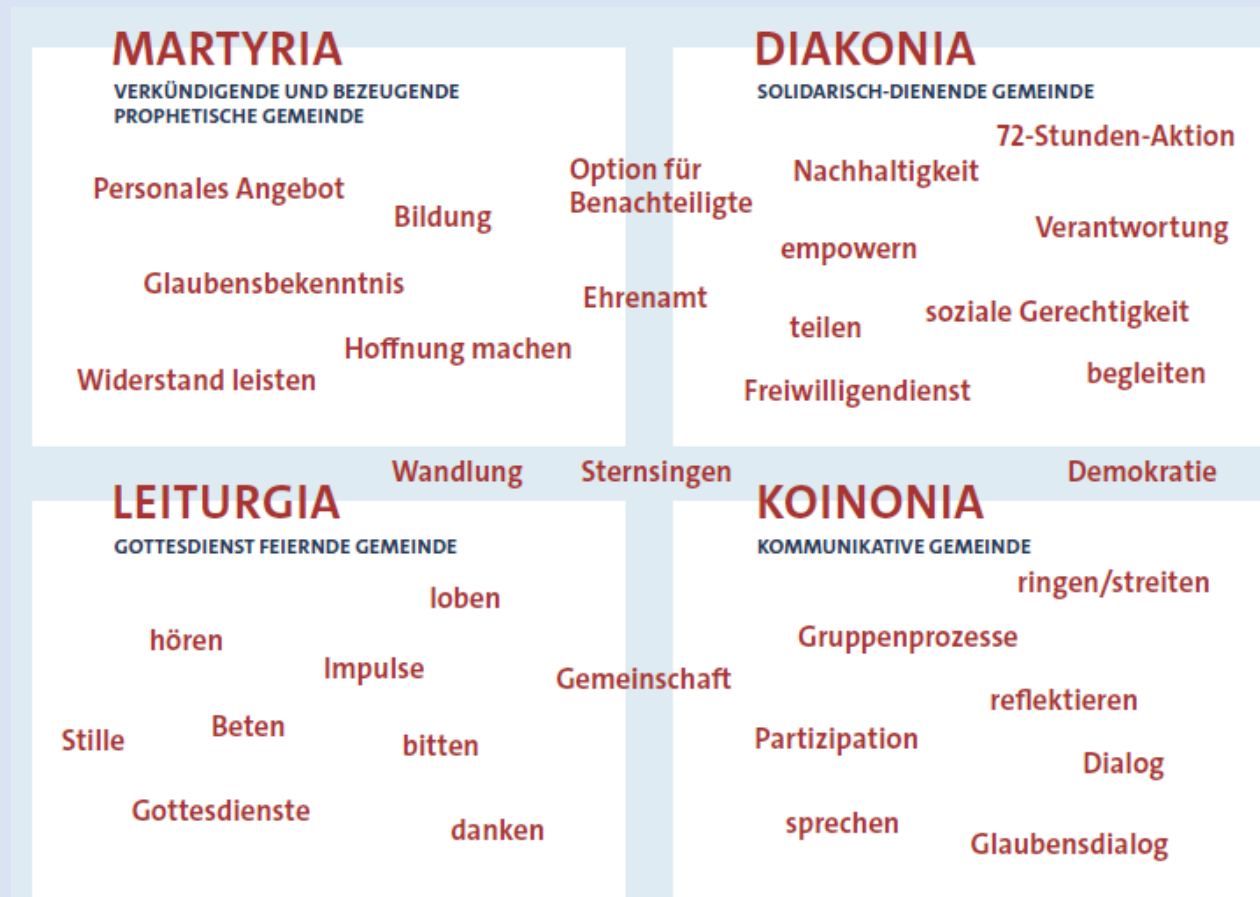 MARTYRIA
VERKÜNDIGENDE UND BEZEUGENDE
PROPHETISCHE GEMEINDE
Personales Angebot
Bildung
Glaubensbekenntnis
Hoffnung machen
Widerstand leisten
Option für
Benachteiligte
Ehrenamt
DIAKONIA
SOLIDARISCH-DIENENDE GEMEINDE
72-Stunden-Aktion
Nachhaltigkeit
Verantwortung
empowern
soziale Gerechtigkeit
teilen
begleiten
Freiwilligendienst
Wandlung
Sternsingen
Demokratie
LEITURGIA
GOTTESDIENST FEIERNDE GEMEINDE
loben
hören
Impulse
Beten
Stille
bitten
Gottesdienste
danken
Gemeinschaft
KOINONIA
KOMMUNIKATIVE GEMEINDE
ringen/streiten
Gruppenprozesse
reflektieren
Partizipation
Dialog
sprechen
Glaubensdialog